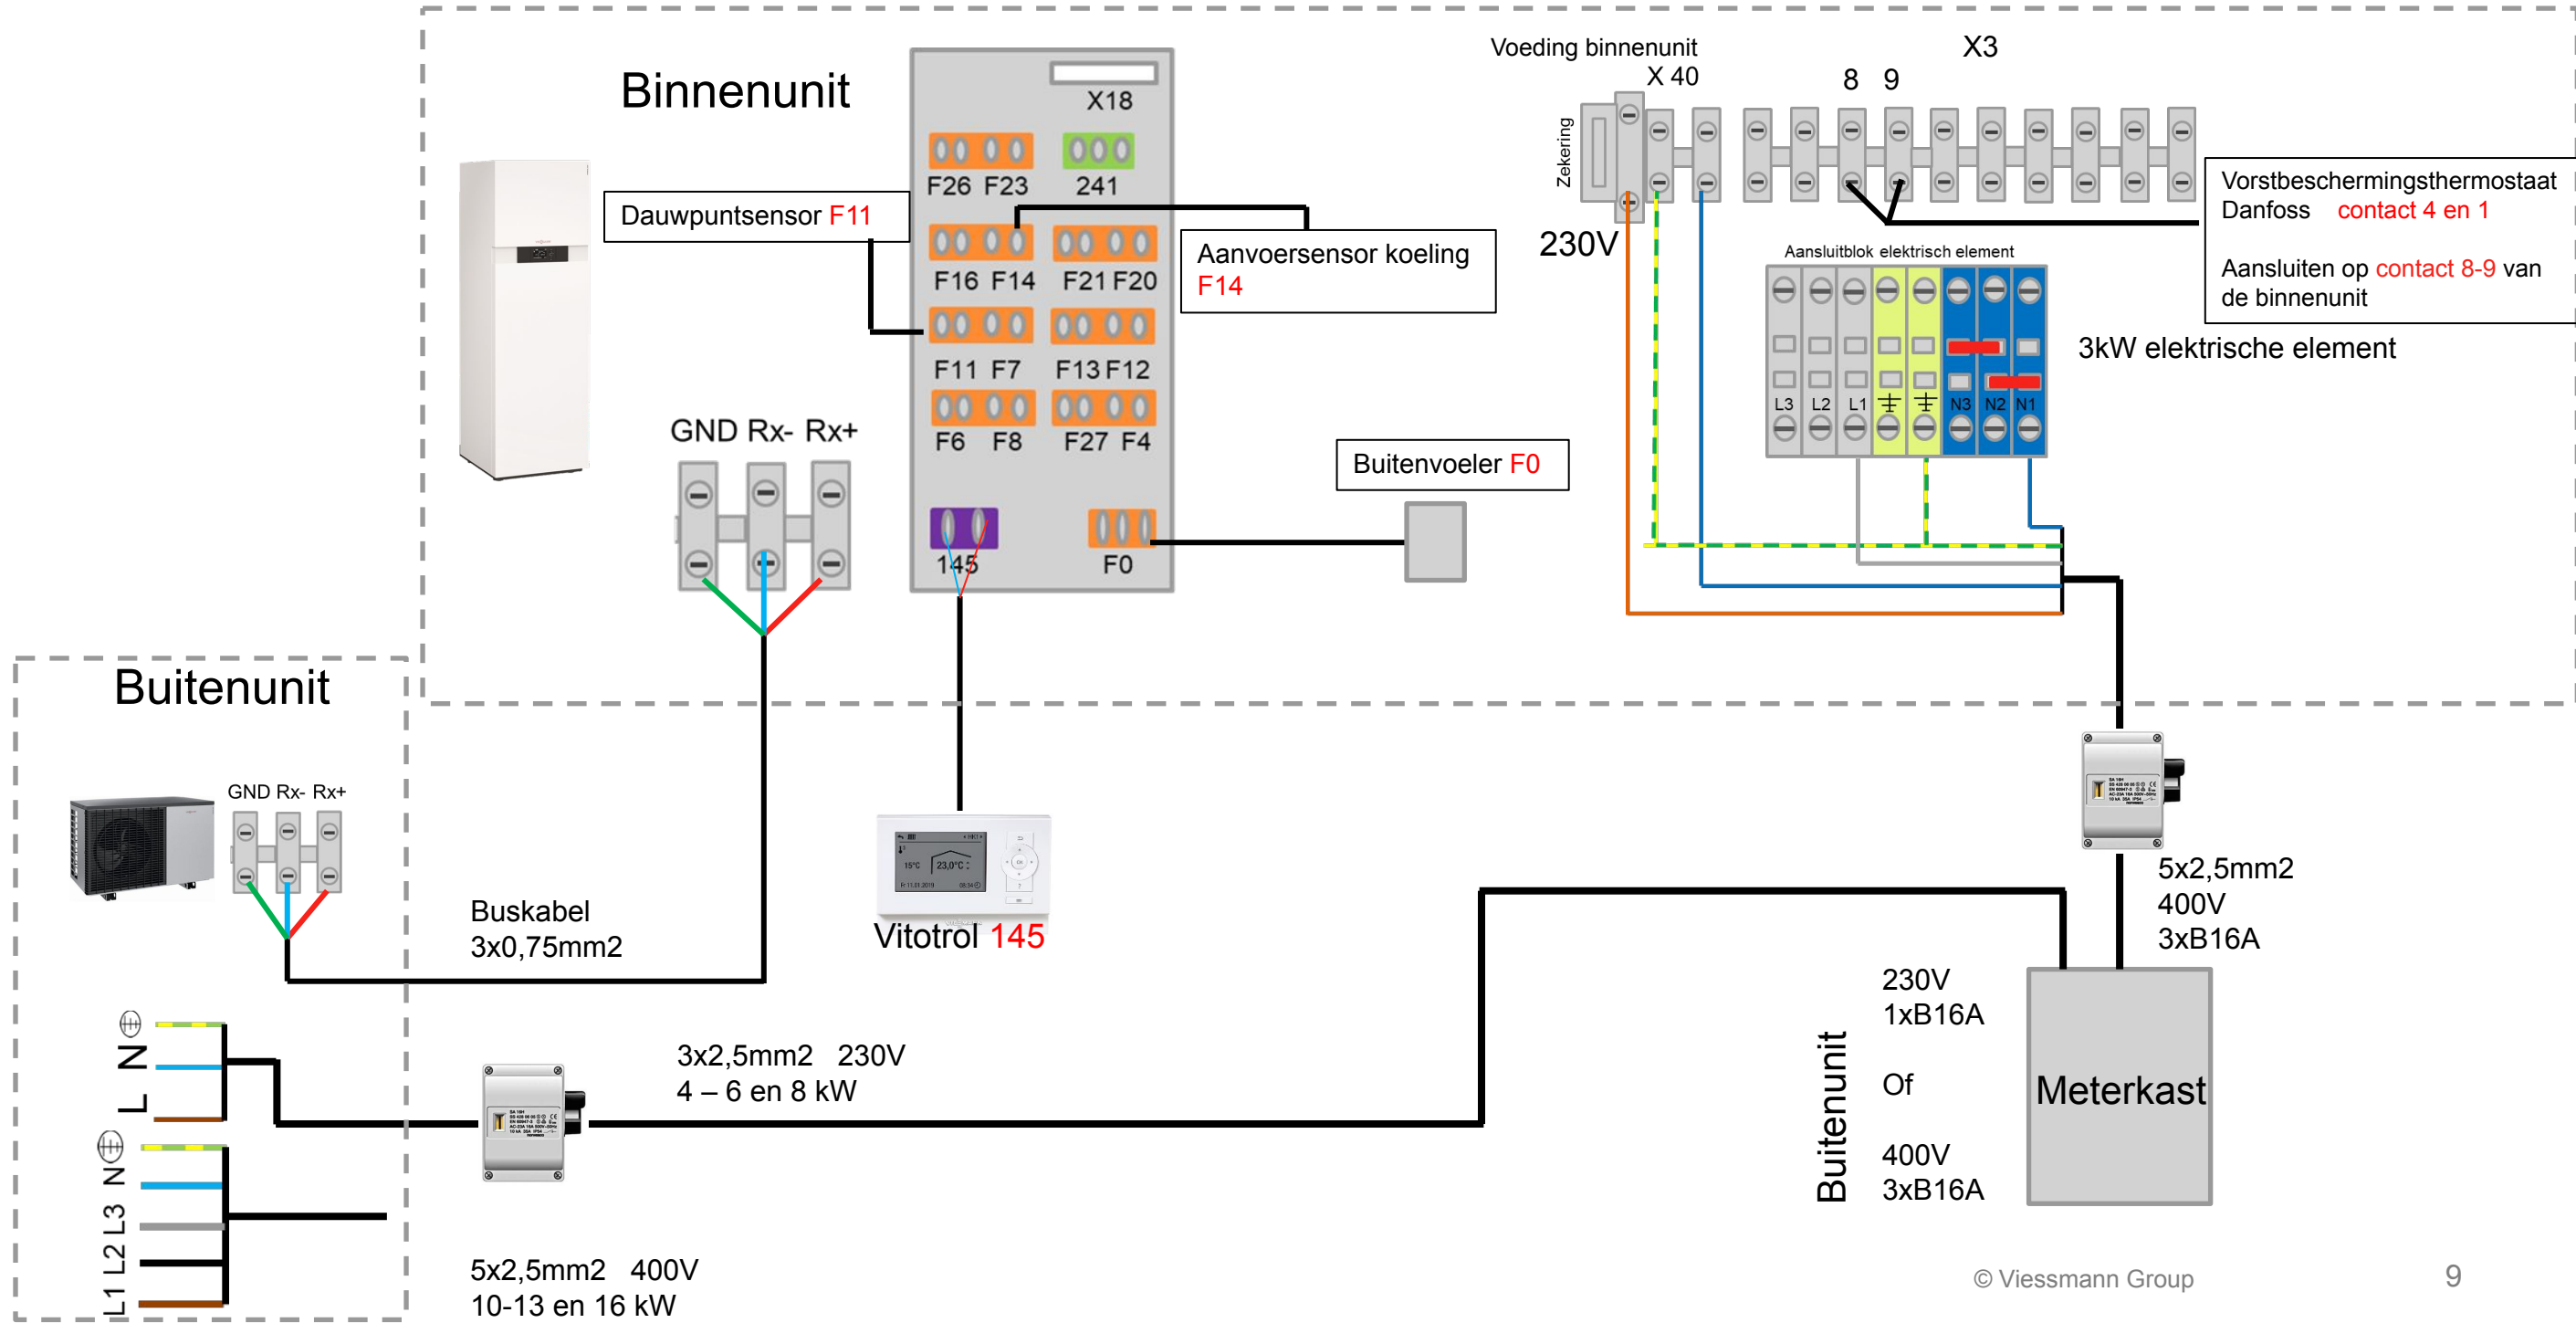 Binnenunit
X18
F26 F23
241
F16 F14
F21 F20
F11 F7
F13 F12
F6 F8
F27 F4
145
F0
Dauwpuntsensor F11
Aanvoersensor koeling
F14
Buitenvoeler F0
GND Rx- Rx+
Voeding binnenunit
X 40
X3
8 9
Zekering
230V
Vorstbeschermingsthermostaat
Danfoss contact 4 en 1
Aansluiten op contact 8-9 van
de binnenunit
Aansluitblok elektrisch element
L3 L2 L1 N3 N2 N1
3kW elektrische element
Buitenunit
GND Rx- Rx+
Buskabel
3x0,75mm2
15°C
23,0°C
Vitotrol 145
L N
L1 L2 L3 N
3x2,5mm2 230V
4 – 6 en 8 kW
5x2,5mm2 400V
10-13 en 16 kW
5x2,5mm2
400V
3xB16A
Buitenunit
230V
1xB16A
Of
400V
3xB16A
Meterkast
© Viessmann Group
9